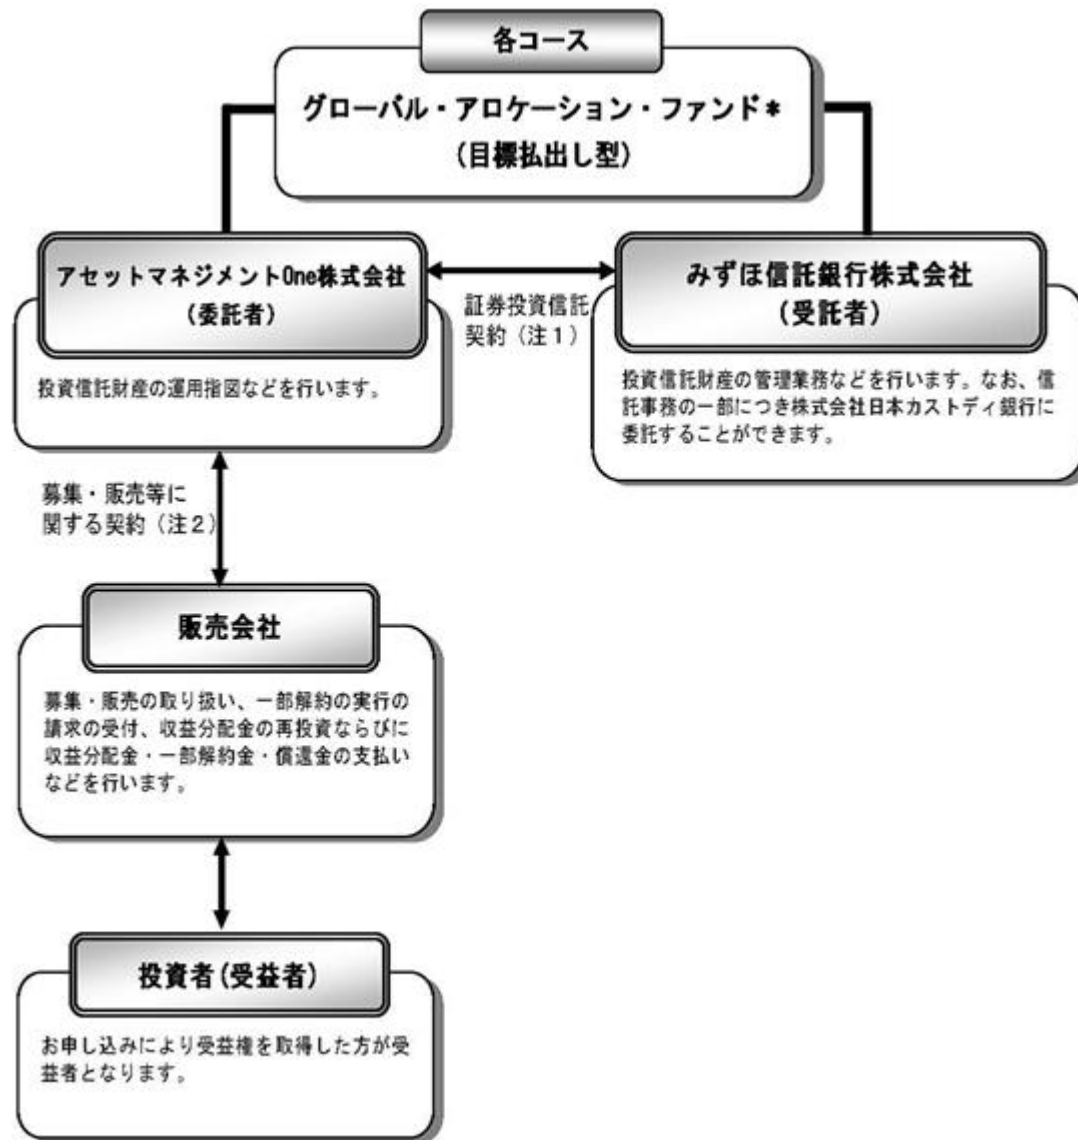 各コース
グローバル・アロケーション・ファンド＊
（目標払出し型）
アセットマネジメントOne株式会社
（委託者）
投資信託財産の運用指図などを行います。
証券投資信託
契約（注１）
みずほ信託銀行株式会社
（受託者）
投資信託財産の管理業務などを行います。なお、信
託事務の一部につき株式会社日本カストディ銀行に
委託することができます。
募集・販売等に
関する契約（注２）
販売会社
募集・販売の取り扱い、一部解約の実行の
請求の受付、収益分配金の再投資ならびに
収益分配金・一部解約金・償還金の支払い
などを行います。
投資者(受益者)
お申し込みにより受益権を取得した方が受
益者となります。